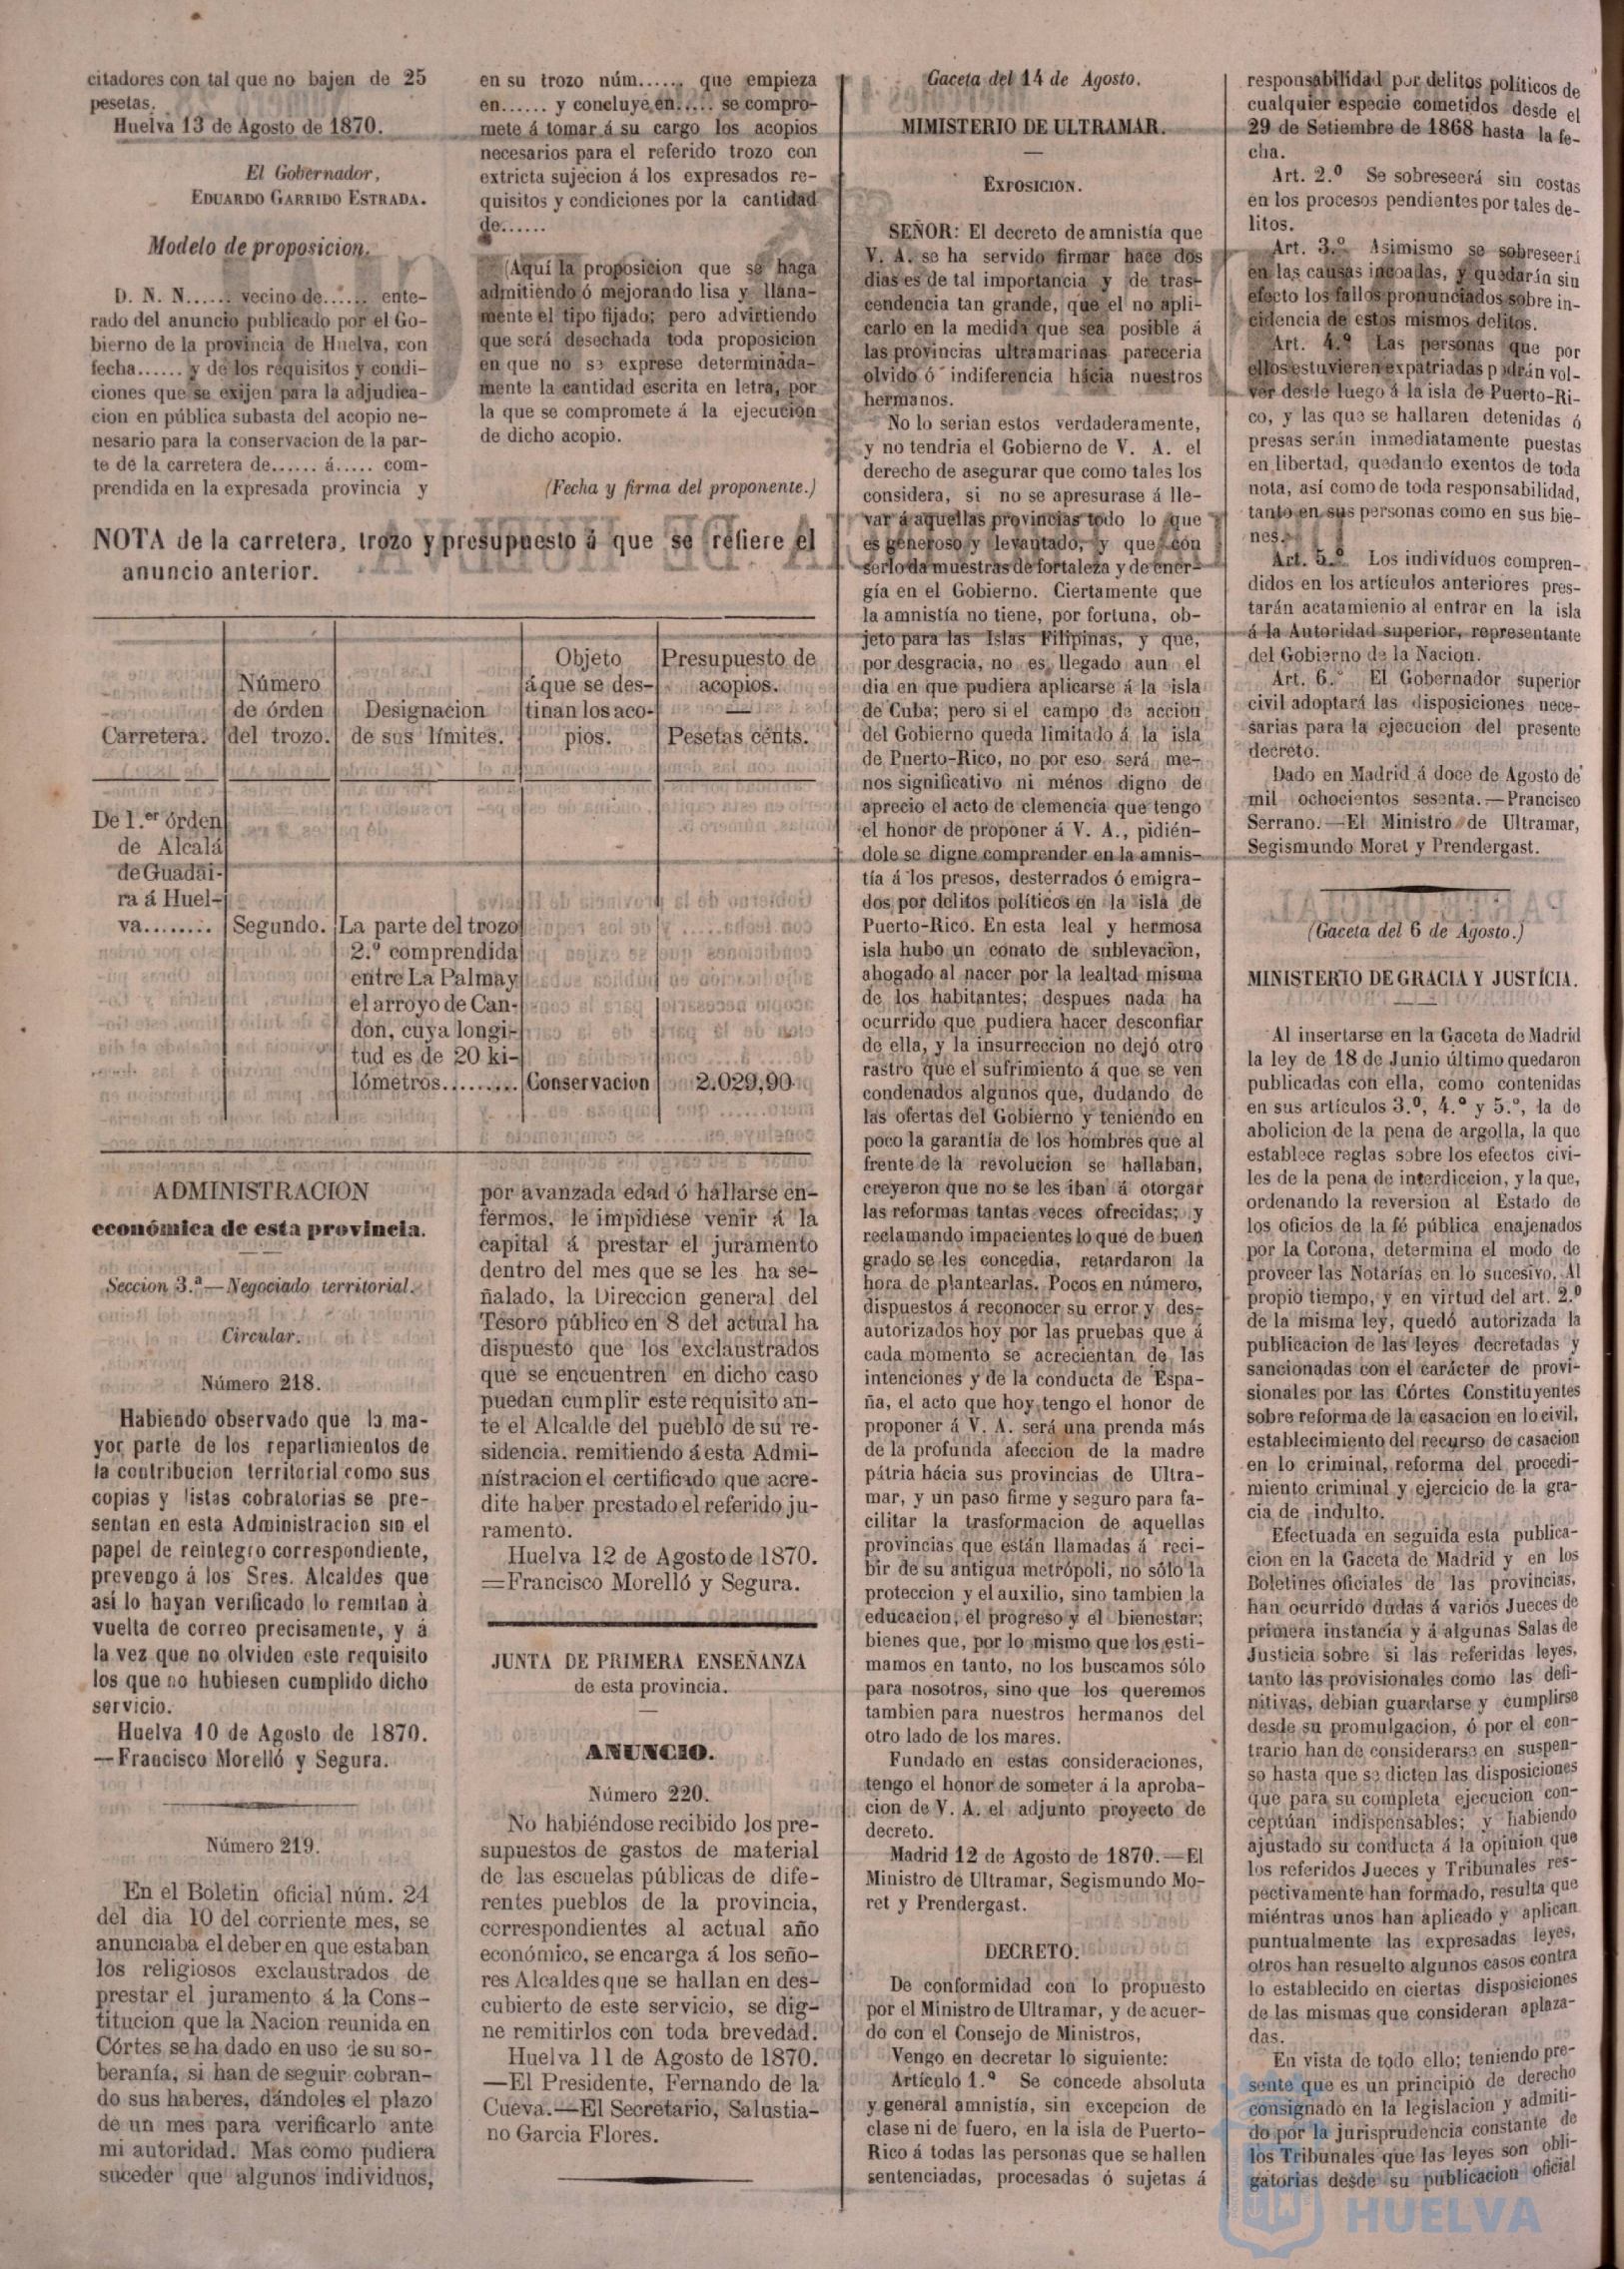 citadores con tal que no bajen de 25
pesetas.
Huelva 13 de Agosto de 1870.
El Gobernador,
EDUARDO GARRIDO ESTRADA.
Modelo de proposicion.
D. N. N...... vecino de...... ente-
rado del anuncio publicado por el Go-
bierno de la provincia de Huelva, con
fecha...... y de los requisitos y condi-
ciones que se exijen para la adjudica-
cion en pública subasta del acopio ne-
nesario para la conservacion de la par-
te de la carretera de...... á..... com-
prendida en la expresada provincia y
en su trozo núm....., que empieza
en...... y concluye en..... se compro-
mete á tomar á su cargo los acopios
necesarios para el referido trozo con
extricta sujecion á los expresados re-
quisitos y condiciones por la cantidad
de......
(Aquí la proposicion que se haga
admitiendo ó mejorando lisa y llana-
mente el tipo fijado; pero advirtiendo
que será desechada toda proposicion
en que no se exprese determinada-
mente la cantidad escrita en letra, por
la que se compromete á la ejecucion
de dicho acopio.
(Fecha y firma del proponente.)
NOTA de la carretera, trozo y presupuesto á que se refiere el
anuncio anterior.
Carretera.
Número
de órden
del trozo.
Designacion
de sus límites.
Objeto
á que se des-
tinan los aco-
pios.
Presupuesto de
acopios.
—
Pesetas cénts.
De 1.er órden
de Alcalá
de Guadai-
ra á Huel-
va........ Segundo. La parte del trozo
2.º comprendida
entre La Palma y
el arroyo de Can-
don, cuya longi-
tud es de 20 ki-
lómetros......... Conservacion 2.029,90
ADMINISTRACION
económica de esta provincia.
Seccion 3.ª—Negociado territorial.
Circular.
Número 218.
Habiendo observado que la ma-
yor parte de los repartimientos de
la contribucion territorial como sus
copias y listas cobratorias se pre-
sentan en esta Administracion sin el
papel de reintegro correspondiente,
prevengo á los Sres. Alcaldes que
así lo hayan verificado lo remitan à
vuelta de correo precisamente, y á
la vez que no olviden este requisito
los que no hubiesen cumplido dicho
servicio.
Huelva 10 de Agosto de 1870.
—Francisco Morelló y Segura.
Número 219.
En el Boletin oficial núm. 24
del dia 10 del corriente mes, se
anunciaba el deber en que estaban
los religiosos exclaustrados de
prestar el juramento á la Cons-
titucion que la Nacion reunida en
Córtes se ha dado en uso de su so-
beranía, si han de seguir cobran-
do sus haberes, dándoles el plazo
de un mes para verificarlo ante
mi autoridad. Mas como pudiera
suceder que algunos individuos,
por avanzada edad ó hallarse en-
fermos, le impidiese venir á la
capital á prestar el juramento
dentro del mes que se les ha se-
ñalado, la Direccion general del
Tesoro público en 8 del actual ha
dispuesto que los exclaustrados
que se encuentren en dicho caso
puedan cumplir este requisito an-
te el Alcalde del pueblo de su re-
sidencia, remitiendo á esta Admi-
nistracion el certificado que acre-
dite haber prestado el referido ju-
ramento.
Huelva 12 de Agosto de 1870.
=Francisco Morelló y Segura.
JUNTA DE PRIMERA ENSEÑANZA
de esta provincia.
ANUNCIO.
Número 220.
No habiéndose recibido los pre-
supuestos de gastos de material
de las escuelas públicas de dife-
rentes pueblos de la provincia,
correspondientes al actual año
económico, se encarga á los seño-
res Alcaldes que se hallan en des-
cubierto de este servicio, se dig-
ne remitirlos con toda brevedad.
Huelva 11 de Agosto de 1870.
—El Presidente, Fernando de la
Cueva.—El Secretario, Salustia-
no Garcia Flores.
Gaceta del 14 de Agosto.
MIMISTERIO DE ULTRAMAR.
EXPOSICION.
SEÑOR: El decreto de amnistía que
V. A. se ha servido firmar hace dos
dias es de tal importancia y de tras-
cendencia tan grande, que el no apli-
carlo en la medida que sea posible á
las provincias ultramarinas pareceria
olvido ó indiferencia hácia nuestros
hermanos.
No lo serian estos verdaderamente,
y no tendria el Gobierno de V. A. el
derecho de asegurar que como tales los
considera, si no se apresurase á lle-
var á aquellas provincias todo lo que
es generoso y levantado, y que con
serlo da muestras de fortaleza y de ener-
gía en el Gobierno. Ciertamente que
la amnistía no tiene, por fortuna, ob-
jeto para las Islas Filipinas, y que,
por desgracia, no es llegado aun el
dia en que pudiera aplicarse á la isla
de Cuba; pero si el campo de accion
del Gobierno queda limitado á la isla
de Puerto-Rico, no por eso será me-
nos significativo ni ménos digno de
aprecio el acto de clemencia que tengo
el honor de proponer á V. A., pidién-
dole se digne comprender en la amnis-
tía á los presos, desterrados ó emigra-
dos por delitos políticos en la isla de
Puerto-Rico. En esta leal y hermosa
isla hubo un conato de sublevacion,
ahogado al nacer por la lealtad misma
de los habitantes; despues nada ha
ocurrido que pudiera hacer desconfiar
de ella, y la insurreccion no dejó otro
rastro que el sufrimiento á que se ven
condenados algunos que, dudando de
las ofertas del Gobierno y teniendo en
poco la garantía de los hombres que al
frente de la revolucion se hallaban,
creyeron que no se les iban á otorgar
las reformas tantas veces ofrecidas; y
reclamando impacientes lo que de buen
grado se les concedia, retardaron la
hora de plantearlas. Pocos en número,
dispuestos á reconocer su error y des-
autorizados hoy por las pruebas que á
cada momento se acrecientan de las
intenciones y de la conducta de Espa-
ña, el acto que hoy tengo el honor de
proponer á V. A. será una prenda más
de la profunda afeccion de la madre
pátria hácia sus provincias de Ultra-
mar, y un paso firme y seguro para fa-
cilitar la trasformacion de aquellas
provincias que están llamadas á reci-
bir de su antigua metrópoli, no sólo la
proteccion y el auxilio, sino tambien la
educacion, el progreso y el bienestar;
bienes que, por lo mismo que los esti-
mamos en tanto, no los buscamos sólo
para nosotros, sino que los queremos
tambien para nuestros hermanos del
otro lado de los mares.
Fundado en estas consideraciones,
tengo el honor de someter á la aproba-
cion de V. A. el adjunto proyecto de
decreto.
Madrid 12 de Agosto de 1870.—El
Ministro de Ultramar, Segismundo Mo-
ret y Prendergast.
DECRETO.
De conformidad con lo propuesto
por el Ministro de Ultramar, y de acuer-
do con el Consejo de Ministros,
Vengo en decretar lo siguiente:
Artículo 1.º Se concede absoluta
y general amnistía, sin excepcion de
clase ni de fuero, en la isla de Puerto-
Rico á todas las personas que se hallen
sentenciadas, procesadas ó sujetas á
responsabilidad por delitos políticos de
cualquier especie cometidos desde el
29 de Setiembre de 1868 hasta la fe-
cha.
Art. 2.º Se sobreseerá sin costas
en los procesos pendientes por tales de-
litos.
Art. 3.º Asimismo se sobreseerá
en las causas incoadas, y quedarán sin
efecto los fallos pronunciados sobre in-
cidencia de estos mismos delitos.
Art. 4.º Las personas que por
ellos estuvieren expatriadas podrán vol-
ver desde luego á la isla de Puerto-Ri-
co, y las que se hallaren detenidas ó
presas serán inmediatamente puestas
en libertad, quedando exentos de toda
nota, así como de toda responsabilidad,
tanto en sus personas como en sus bie-
nes.
Art. 5.º Los indivíduos compren-
didos en los artículos anteriores pres-
tarán acatamienio al entrar en la isla
á la Autoridad superior, representante
del Gobierno de la Nacion.
Art. 6.º El Gobernador superior
civil adoptará las disposiciones nece-
sarias para la ejecucion del presente
decreto.
Dado en Madrid á doce de Agosto de
mil ochocientos sesenta.—Prancisco
Serrano.—El Ministro de Ultramar,
Segismundo Moret y Prendergast.
(Gaceta del 6 de Agosto.)
MINISTERIO DE GRACIA Y JUSTICIA.
Al insertarse en la Gaceta de Madrid
la ley de 18 de Junio último quedaron
publicadas con ella, como contenidas
en sus artículos 3.º, 4.º y 5.º, la de
abolicion de la pena de argolla, la que
establece reglas sobre los efectos civi-
les de la pena de interdiccion, y la que,
ordenando la reversion al Estado de
los oficios de la fé pública enajenados
por la Corona, determina el modo de
proveer las Notarías en lo sucesivo. Al
propio tiempo, y en virtud del art. 2.º
de la misma ley, quedó autorizada la
publicacion de las leyes decretadas y
sancionadas con el carácter de provi-
sionales por las Córtes Constituyentes
sobre reforma de la casacion en lo civil,
establecimiento del recurso de casacion
en lo criminal, reforma del procedi-
miento criminal y ejercicio de la gra-
cia de indulto.
Efectuada en seguida esta publica-
cion en la Gaceta de Madrid y en los
Boletines oficiales de las provincias,
han ocurrido dudas á varios Jueces de
primera instancia y á algunas Salas de
Justicia sobre si las referidas leyes,
tanto las provisionales como las defi-
nitivas, debian guardarse y cumplirse
desde su promulgacion, ó por el con-
trario han de considerarse en suspen-
so hasta que se dicten las disposiciones
que para su completa ejecucion con-
ceptúan indispensables; y habiendo
ajustado su conducta á la opinion que
los referidos Jueces y Tribunales res-
pectivamente han formado, resulta que
miéntras unos han aplicado y aplican
puntualmente las expresadas leyes,
otros han resuelto algunos casos contra
lo establecido en ciertas disposiciones
de las mismas que consideran aplaza-
das.
En vista de todo ello; teniendo pre-
sente que es un principio de derecho
consignado en la legislacion y admiti-
do por la jurisprudencia constante de
los Tribunales que las leyes son obli-
gatorias desde su publicacion oficial
HUELVA